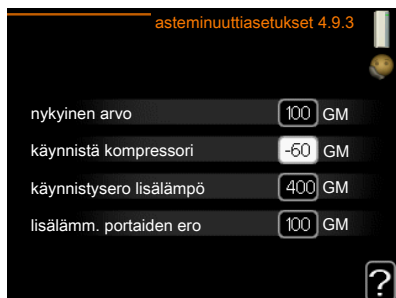 asteminuuttiasetukset 4.9.3
nykyinen arvo 100 GM
käynnistä kompressori -60 GM
käynnistysero lisälämpö 400 GM
lisälämm. portaiden ero 100 GM
?